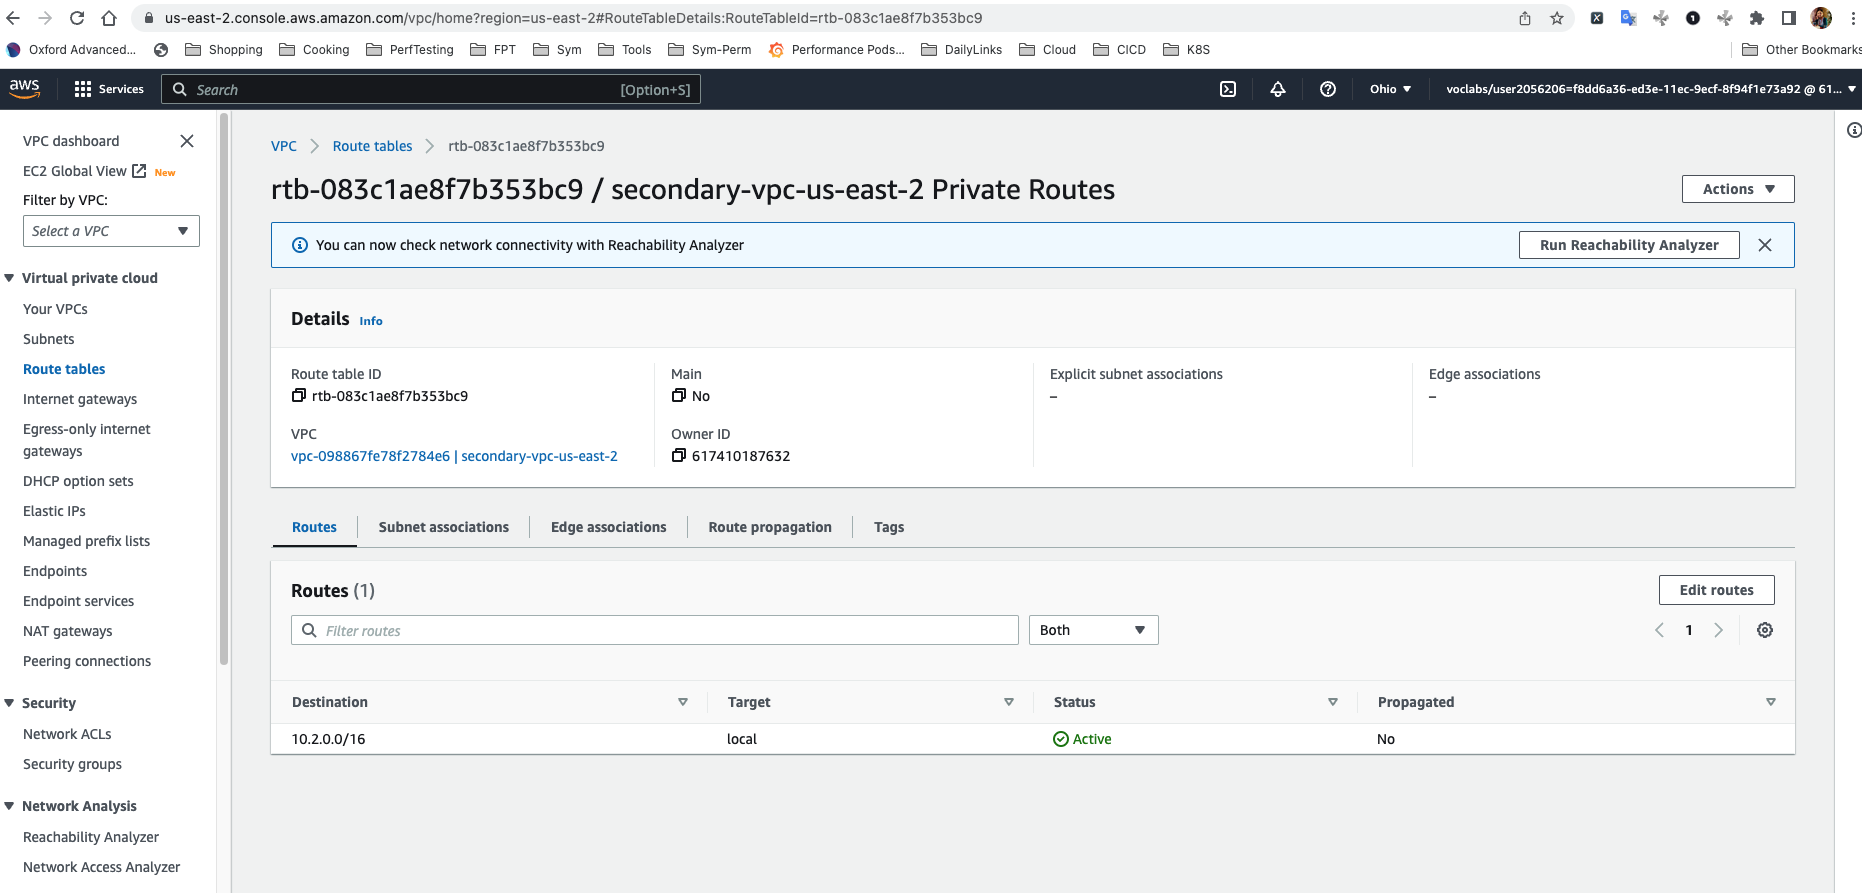 us-east-2.console.aws.amazon.com/vpc/home?region=us-east-2#RouteTableDetails:RouteTableId=rtb-083c1ae8f7b353bc9
Oxford Advanced... Shopping Cooking PerfTesting FPT Sym Tools Sym-Perm Performance Pods... DailyLinks Cloud CICD K8S Other Bookmarks
aws Services Search [Option+S] Ohio voclabs/user2056206=f8dd6a36-ed3e-11ec-9ecf-8f94f1e73a92 @ 61...
VPC dashboard
EC2 Global View New
Filter by VPC:
Select a VPC
Virtual private cloud
Your VPCs
Subnets
Route tables
Internet gateways
Egress-only internet
gateways
DHCP option sets
Elastic IPs
Managed prefix lists
Endpoints
Endpoint services
NAT gateways
Peering connections
Security
Network ACLs
Security groups
Network Analysis
Reachability Analyzer
Network Access Analyzer
VPC > Route tables > rtb-083c1ae8f7b353bc9
rtb-083c1ae8f7b353bc9 / secondary-vpc-us-east-2 Private Routes
Actions
You can now check network connectivity with Reachability Analyzer
Run Reachability Analyzer
Details Info
Route table ID
rtb-083c1ae8f7b353bc9
VPC
vpc-098867fe78f2784e6 | secondary-vpc-us-east-2
Main
No
Owner ID
617410187632
Explicit subnet associations
–
Edge associations
–
Routes Subnet associations Edge associations Route propagation Tags
Routes (1)
Edit routes
Filter routes
Both
1
Destination Target Status Propagated
10.2.0.0/16 local Active No